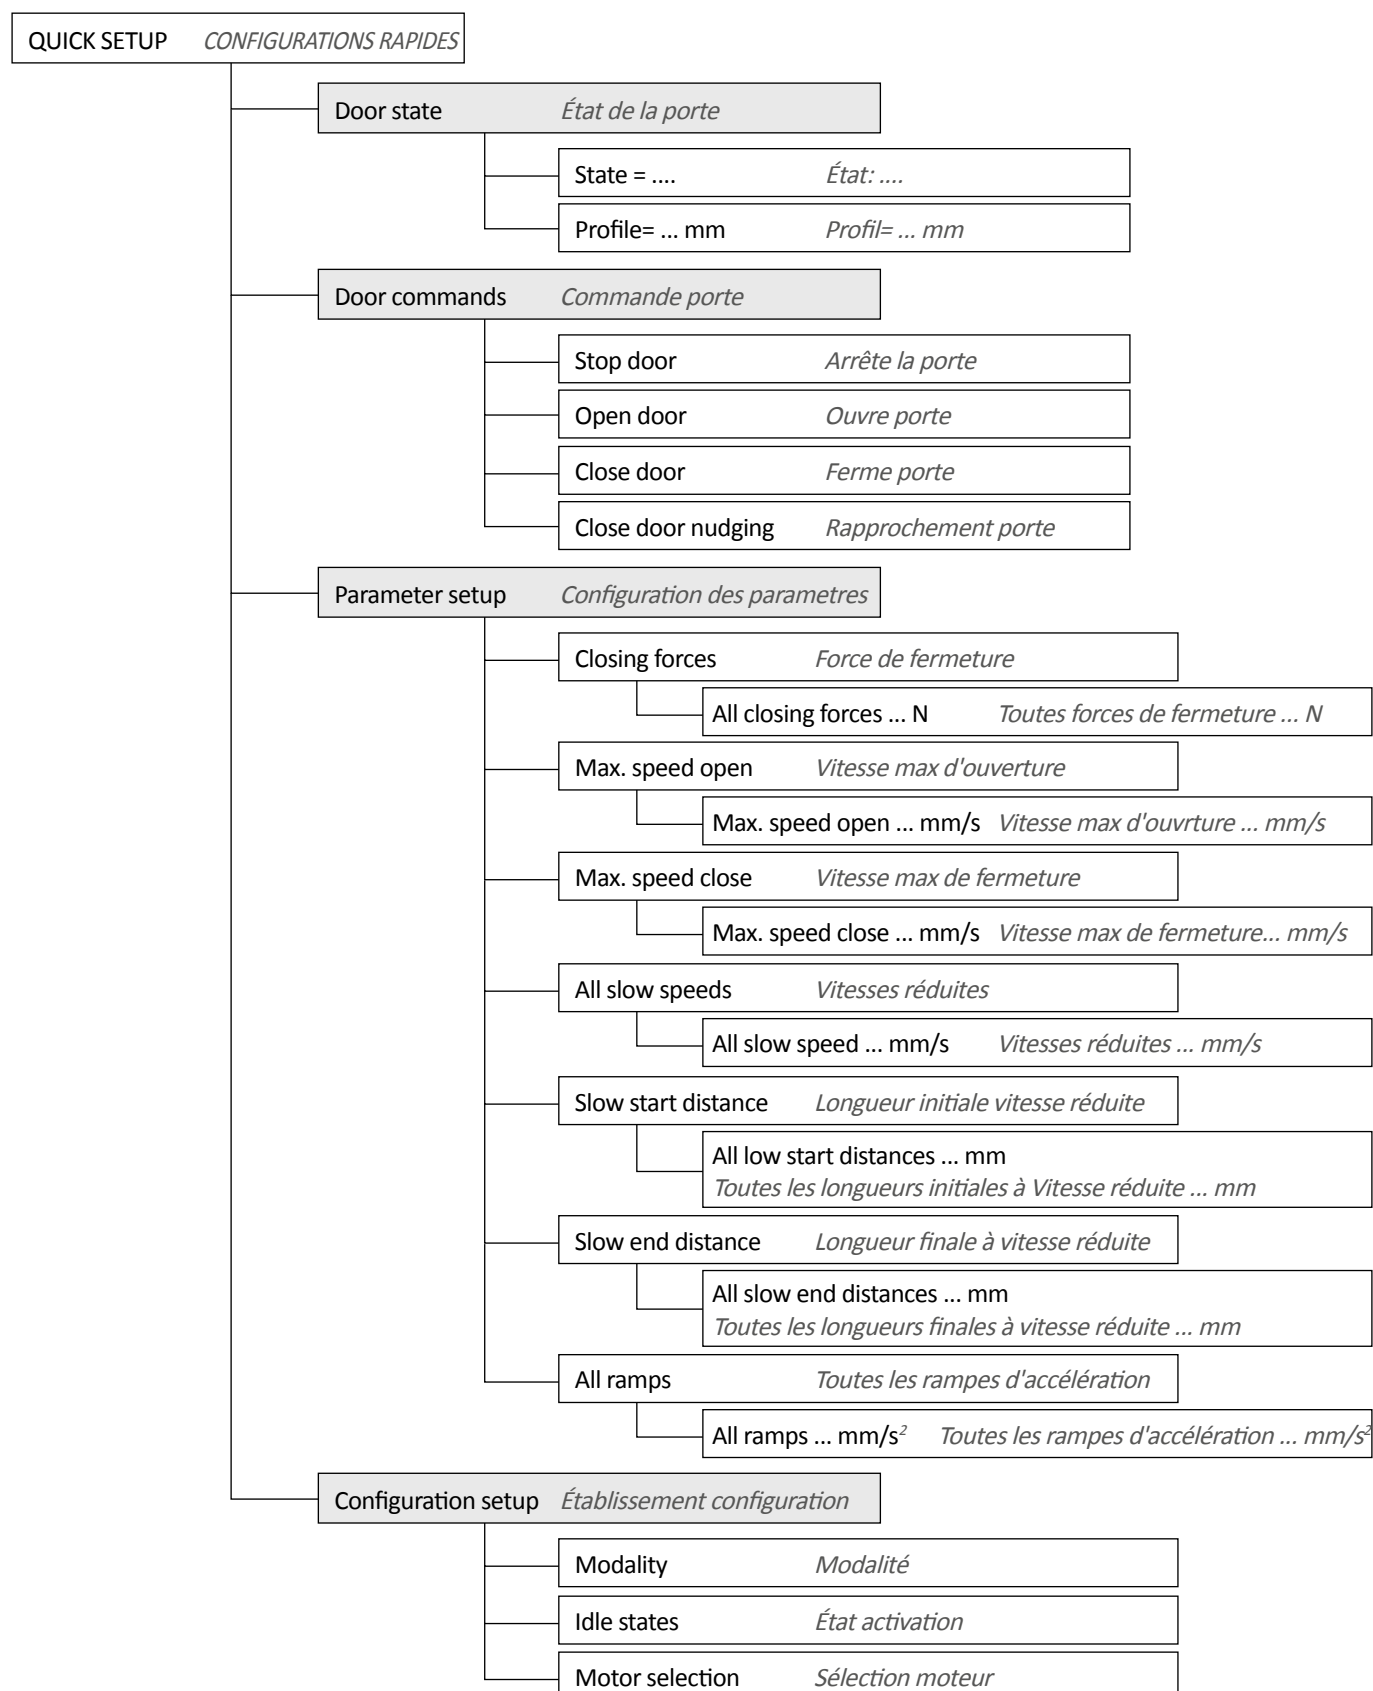 QUICK SETUP CONFIGURATIONS RAPIDES
Door state État de la porte
State = .... État: ....
Profile= ... mm Profil= ... mm
Door commands Commande porte
Stop door Arrête la porte
Open door Ouvre porte
Close door Ferme porte
Close door nudging Rapprochement porte
Parameter setup Configuration des parametres
Closing forces Force de fermeture
All closing forces ... N Toutes forces de fermeture ... N
Max. speed open Vitesse max d'ouverture
Max. speed open ... mm/s Vitesse max d'ouvrture ... mm/s
Max. speed close Vitesse max de fermeture
Max. speed close ... mm/s Vitesse max de fermeture... mm/s
All slow speeds Vitesses réduites
All slow speed ... mm/s Vitesses réduites ... mm/s
Slow start distance Longueur initiale vitesse réduite
All low start distances ... mm
Toutes les longueurs initiales à Vitesse réduite ... mm
Slow end distance Longueur finale à vitesse réduite
All slow end distances ... mm
Toutes les longueurs finales à vitesse réduite ... mm
All ramps Toutes les rampes d'accélération
All ramps ... mm/s² Toutes les rampes d'accélération ... mm/s²
Configuration setup Établissement configuration
Modality Modalité
Idle states État activation
Motor selection Sélection moteur